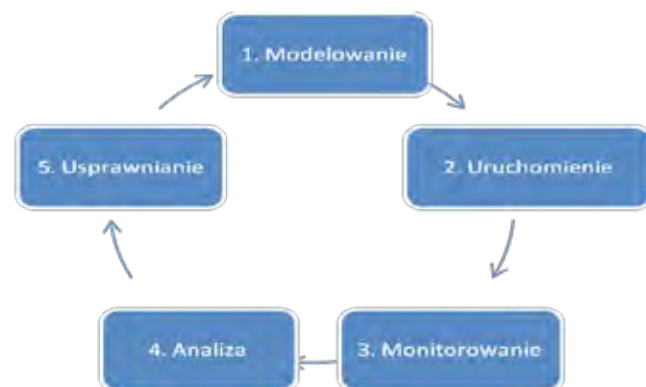 1. Modelowanie
2. Uruchomienie
3. Monitorowanie
4. Analiza
5. Usprawnianie